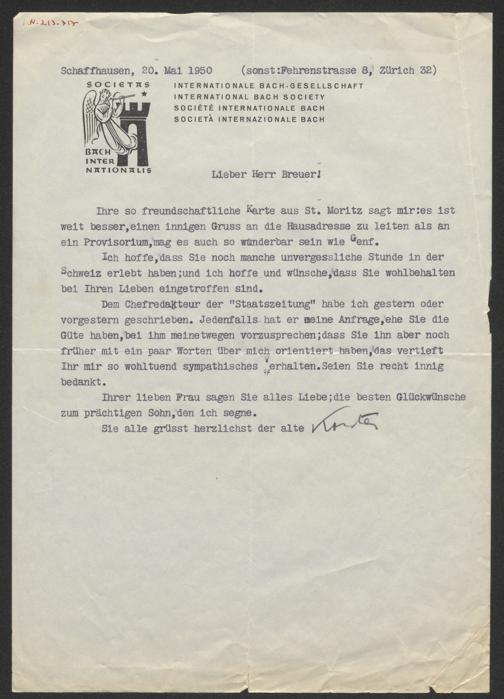 I.N. 213.317
Schaffhausen, 20. Mai 1950 (sonst:Fehrenstrasse 8, Zürich 32)
SOCIETAS
BACH
INTER
NATIONALIS
INTERNATIONALE BACH-GESELLSCHAFT
INTERNATIONAL BACH SOCIETY
SOCIÉTÉ INTERNATIONALE BACH
SOCIETÀ INTERNAZIONALE BACH
Lieber Herr Breuer!
Ihre so freundschaftliche Karte aus St. Moritz sagt mir:es ist
weit besser,einen innigen Gruss an die Hausadresse zu leiten als an
ein Provisorium,mag es auch so wunderbar sein wie Genf.
Ich hoffe,dass Sie noch manche unvergessliche Stunde in der
Schweiz erlebt haben;und ich hoffe und wünsche,dass Sie wohlbehalten
bei Ihren Lieben eingetroffen sind.
Dem Chefredakteur der "Staatszeitung" habe ich gestern oder
vorgestern geschrieben. Jedenfalls hat er meine Anfrage,ehe Sie die
Güte haben,bei ihm meinetwegen vorzusprechen;dass Sie ihn aber noch
früher mit ein paar Worten über mich orientiert haben,das vertieft
Ihr mir so wohltuend sympathisches erhalten.Seien Sie recht innig
bedankt.
Ihrer lieben Frau sagen Sie alles Liebe;die besten Glückwünsche
zum prächtigen Sohn,den ich segne.
Sie alle grüsst herzlichst der alte